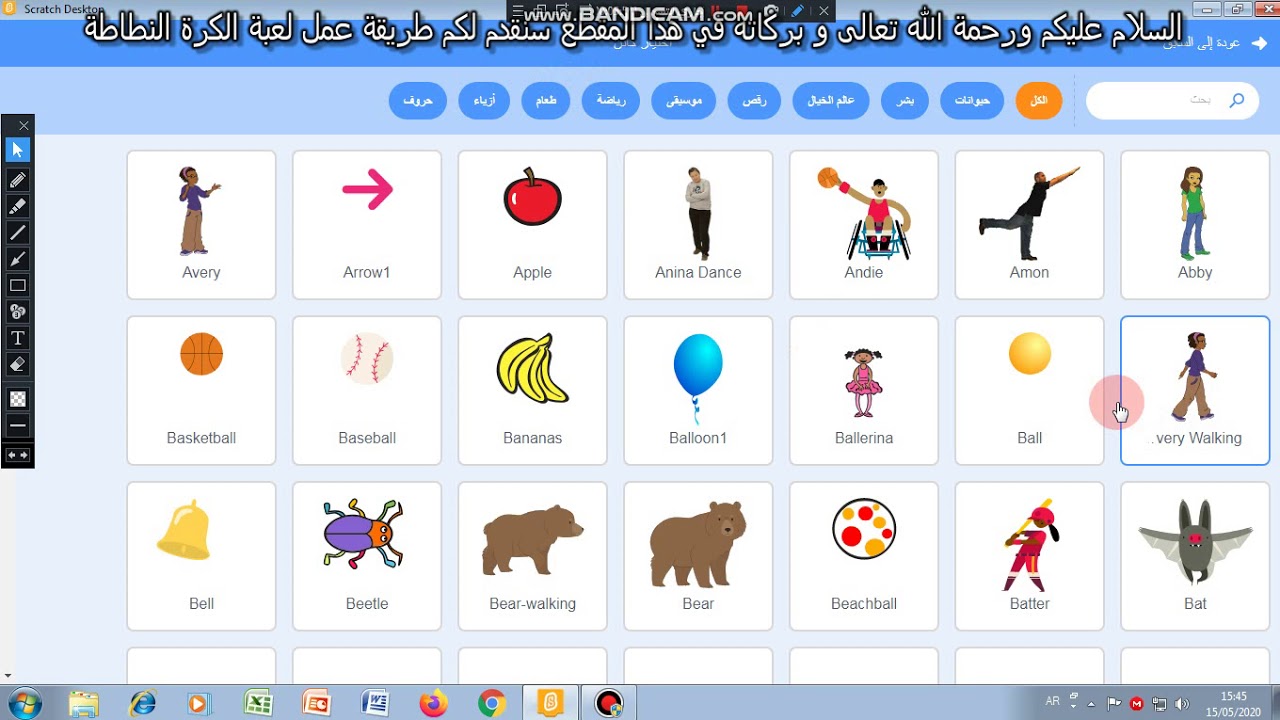 Scratch Desktop
www.BANDICAM.com
السلام عليكم ورحمة الله تعالى و بركاته في هذا المقطع سنقدم لكم طريقة عمل لعبة الكرة النطاطة
عودة إلى
بحث
الكل
حيوانات
بشر
عالم الخيال
رقص
موسيقى
رياضة
طعام
أزياء
حروف
Avery
Arrow1
Apple
Anina Dance
Andie
Amon
Abby
Basketball
Baseball
Bananas
Balloon1
Ballerina
Ball
very Walking
Bell
Beetle
Bear-walking
Bear
Beachball
Batter
Bat
AR
15:45
15/05/2020